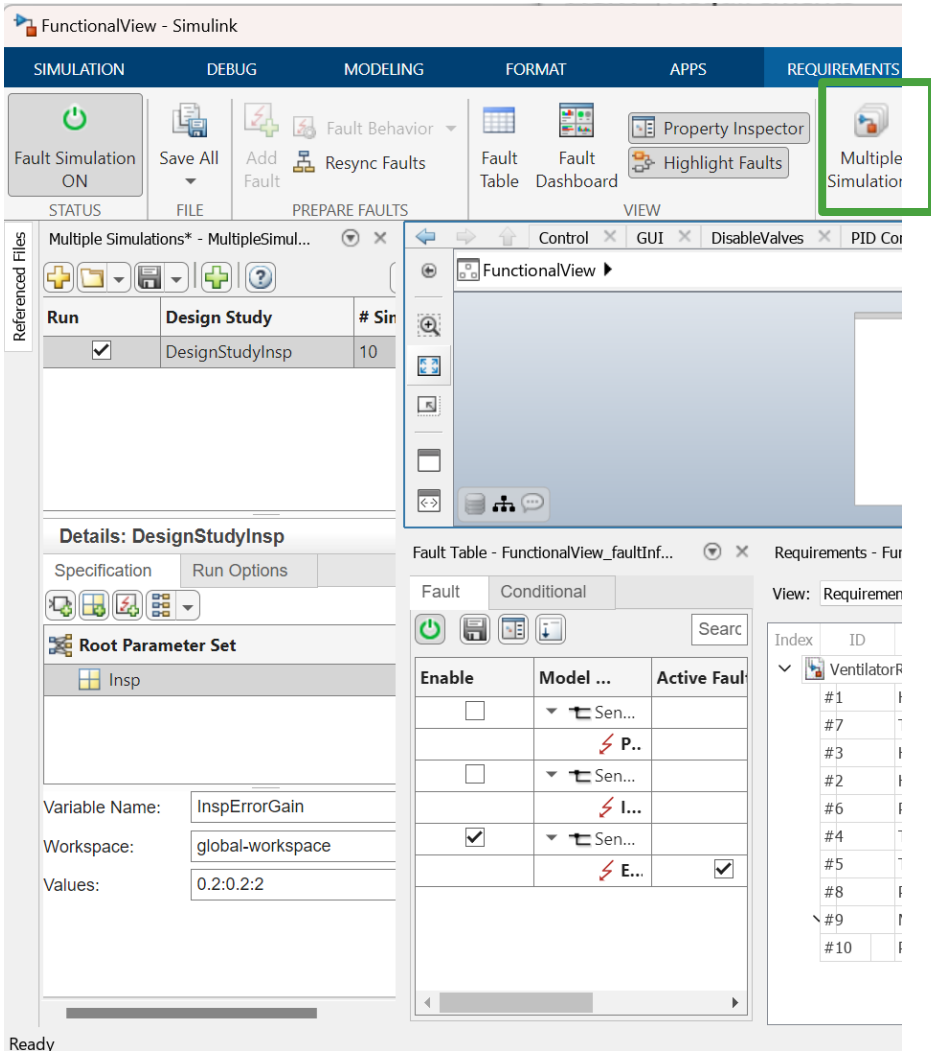 FunctionalView - Simulink
SIMULATION DEBUG MODELING FORMAT APPS REQUIREMENTS
Fault Simulation ON
Save All
Add Fault
Fault Behavior
Resync Faults
Fault Table
Fault Dashboard
Property Inspector
Highlight Faults
Multiple
STATUS FILE PREPARE FAULTS VIEW
Referenced Files
Multiple Simulations* - MultipleSimul...
Run Design Study # Sin
DesignStudyInsp 10
Details: DesignStudyInsp
Specification Run Options
Root Parameter Set
Insp
Variable Name: InspErrorGain
Workspace: global-workspace
Values: 0.2:0.2:2
Control GUI DisableValves PID Cor
FunctionalView
Fault Table - FunctionalView_faultInf...
Fault Conditional
Searc
Enable Model ... Active Faul
Sen...
P..
Sen...
I...
Sen...
E...
Requirements - Fur
View: Requiremen
Index ID
VentilatorR
#1
#7
#3
#2
#6
#4
#5
#8
#9
#10
Ready